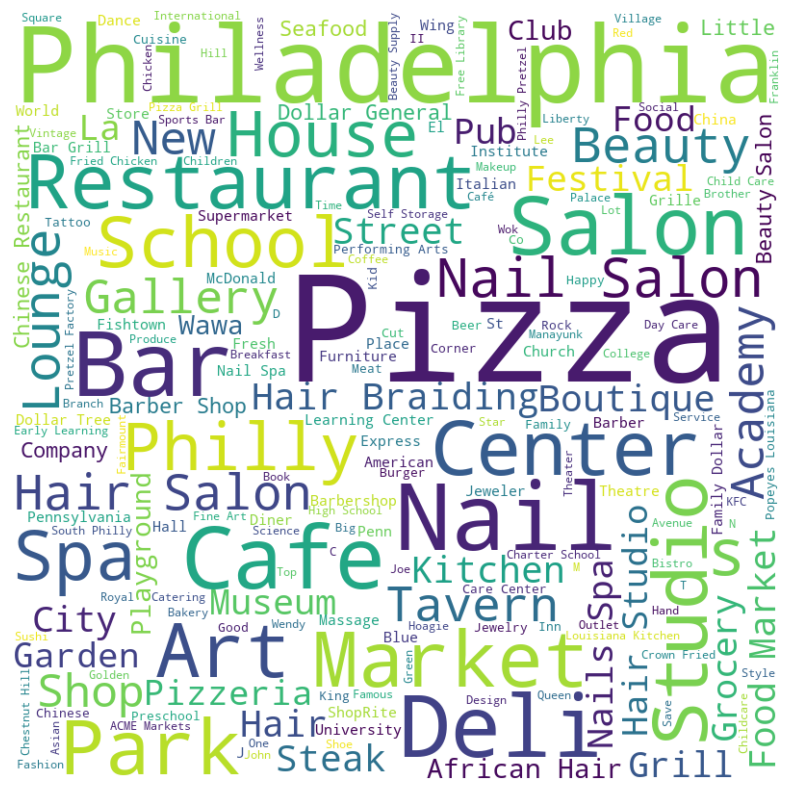 Square
Dance
International
Seafood
Wing
Club
Village
Little
Philadelphia
Cuisine
Hill
Chicken
Wellness
II
Beauty Supply
Free Library
Red
Franklin
World
Store
Pizza Grill
Sports Bar
Dollar General
El
Pub
Philly Pretzel
Social
Liberty
Food
China
La
New
House
Institute
Lee
Beauty
Vintage
Bar Grill
Fried Chicken
Children
Italian
Makeup
Festival
Child Care
Brother
Beauty Salon
Chinese Restaurant
Restaurant
Time
Café
Palace
Grille
Lot
Tattoo
Supermarket
Self Storage
Street
Wok
Co
Salon
School
Performing Arts
Music
Coffee
Kid
Nail Salon
Happy
Lounge
McDonald
Gallery
Pizza
D
Fishtown
Wawa
Cut
Beer
St
Rock
Day Care
Pretzel Factory
Produce
Fresh
Place
Corner
Manayunk
Bar
Breakfast
Furniture
Church
College
Nail Spa
Meat
Academy
Popeyes Louisiana
Branch
Barber Shop
Hair Braiding
Boutique
Dollar Tree
Early Learning
Learning Center
Star
Family
Service
Fairmount
Philly
Express
Center
Barber
Company
American
Burger
Theater
Theatre
Family Dollar
Hair Salon
Book
Barbershop
Nail
Jeweler
KFC
Pennsylvania
High School
Fine Art
Hall
Diner
Big
Penn
Avenue
N
South Philly
Science
Studio
S
Spa
Playground
Cafe
C
Charter School
Hair Studio
Bistro
Top
Joe
Kitchen
M
T
Royal
Catering
Museum
Massage
Care Center
Nails Spa
Crown Fried
Grocery
Food Market
City
Bakery
Good
Wendy
Tavern
Hoagie
Jewelry
Inn
Outlet
Hand
Sushi
Art
Blue
Louisiana Kitchen
Garden
Green
Market
Style
Chestnut Hill
Golden
Shop
Preschool
Pizzeria
King
Famous
Design
Queen
Save
Childcare
Chinese
ACME Markets
Hair
ShopRite
University
Deli
Asian
Park
One
J
John
Shoe
Steak
Fashion
African Hair
Grill